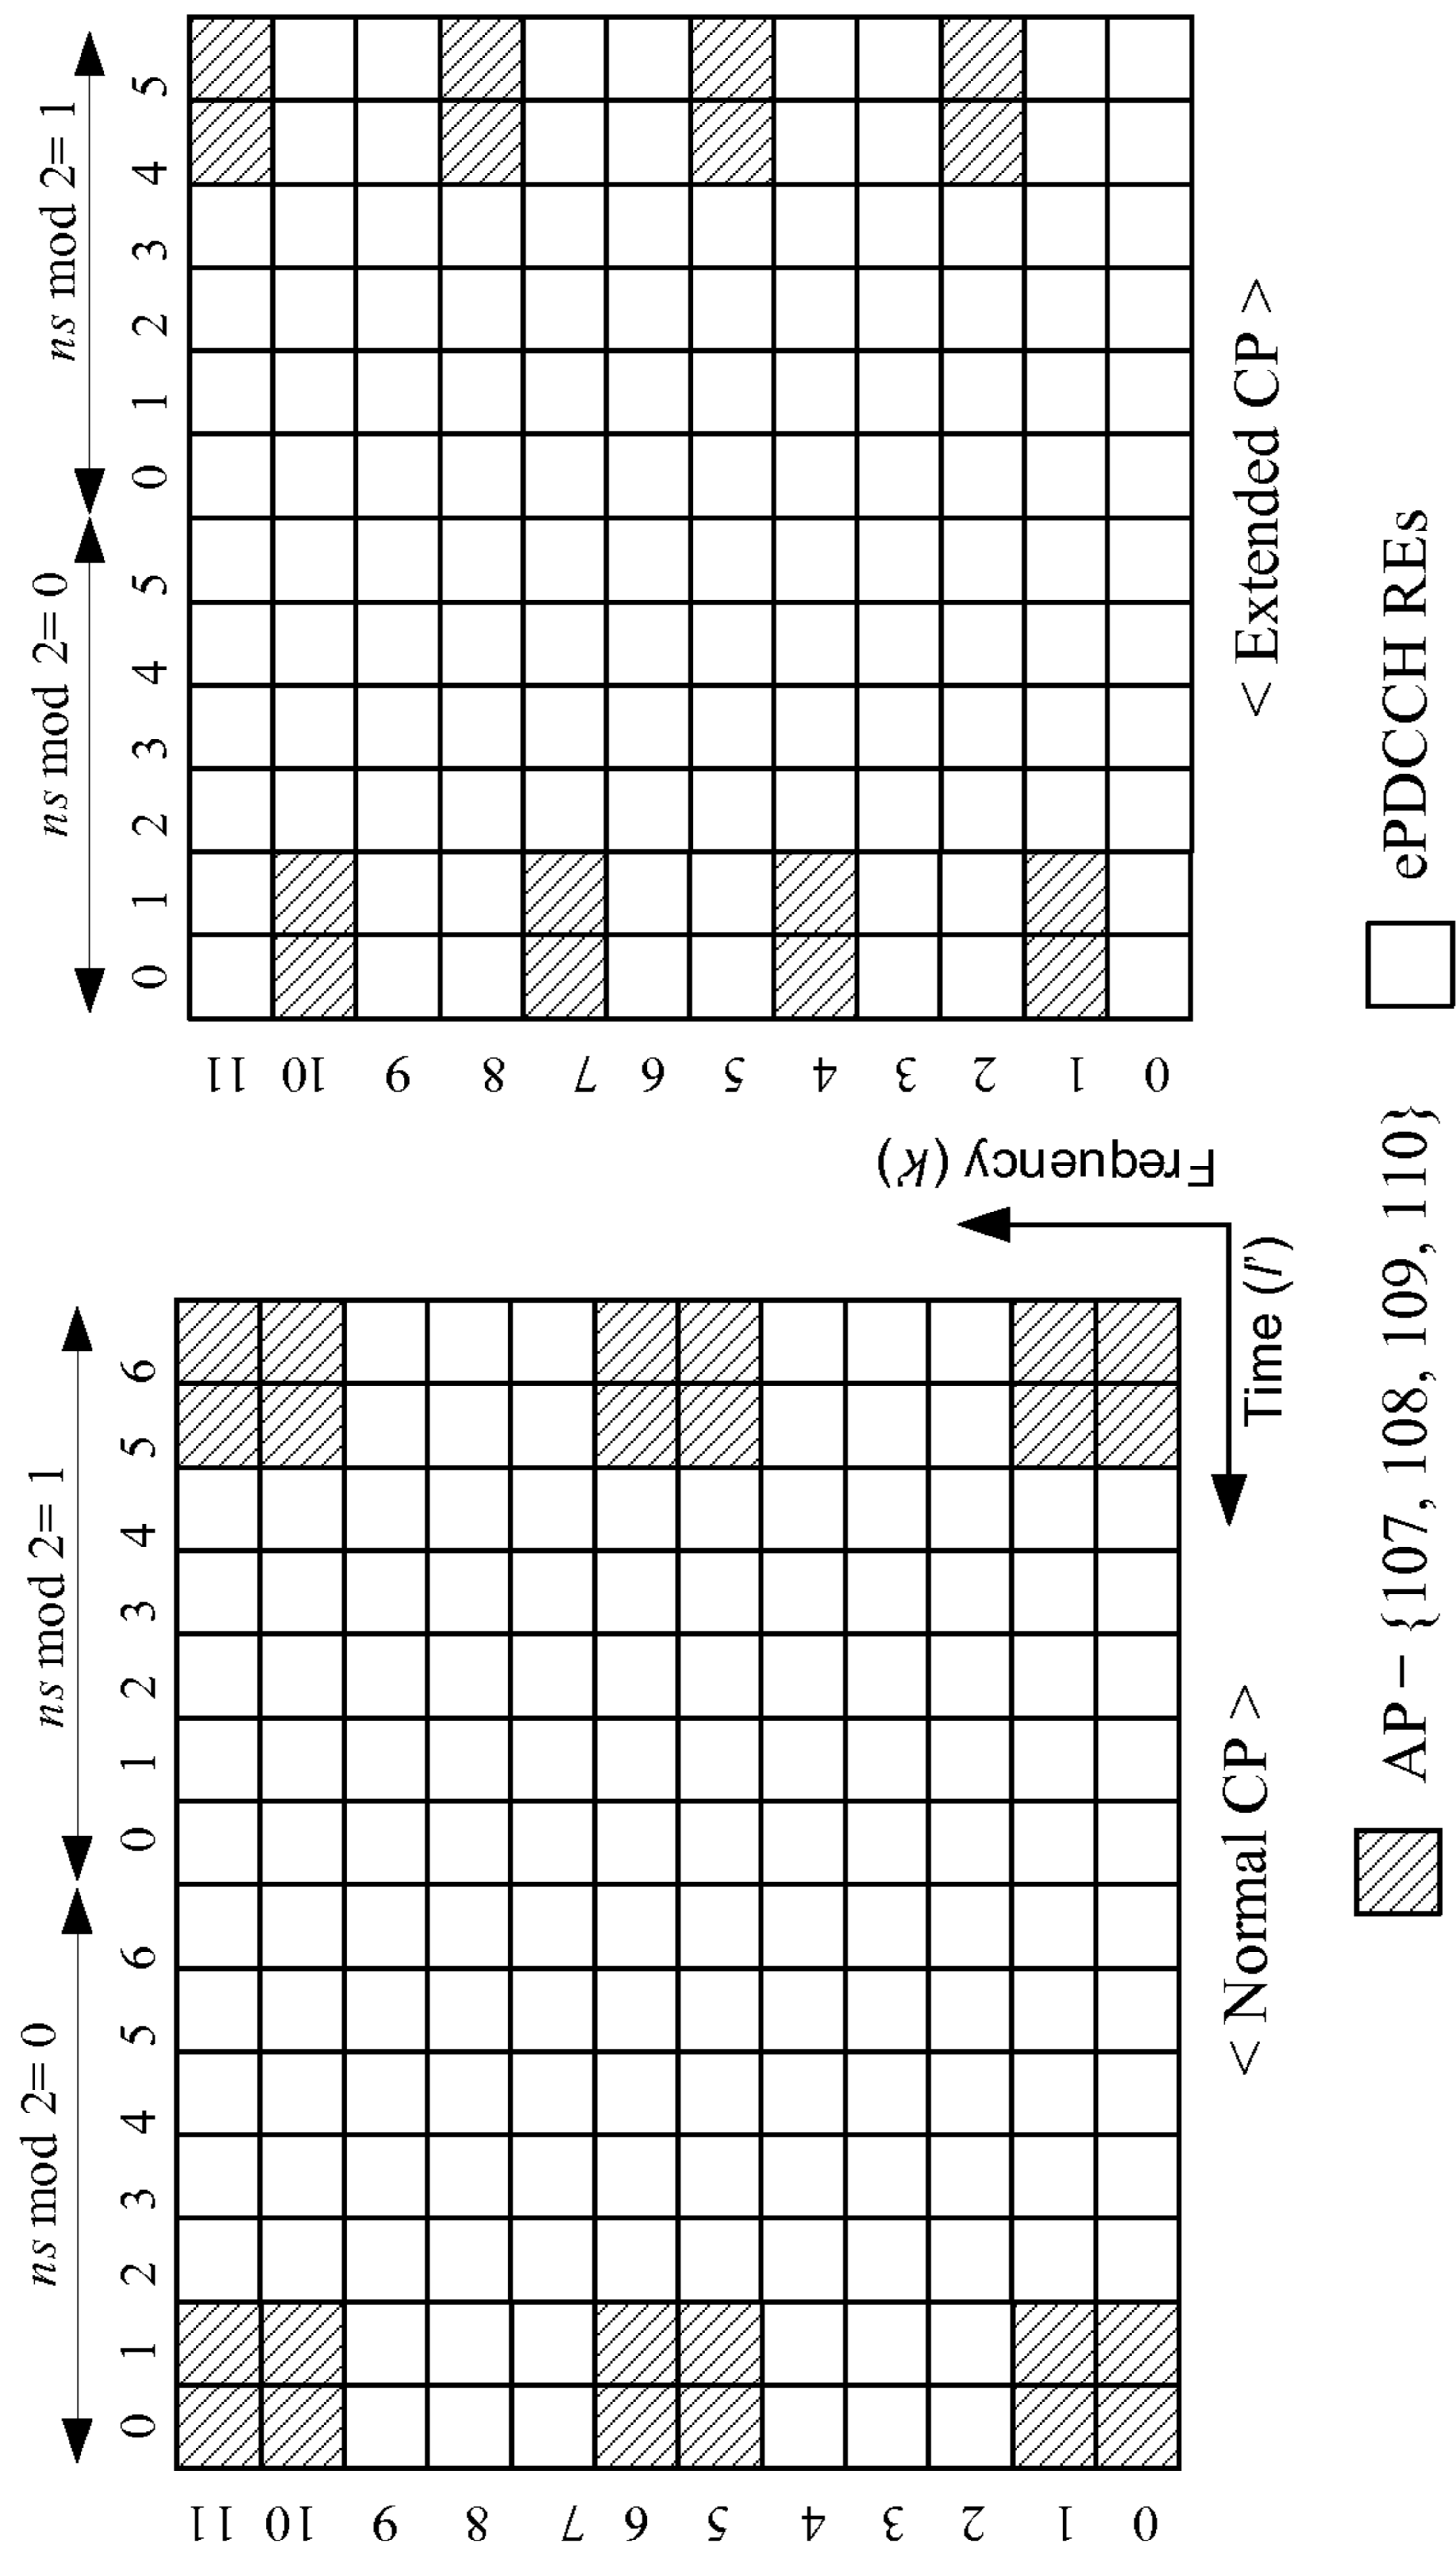 ns mod 2= 0
ns mod 2= 1
0 1 2 3 4 5 6 0 1 2 3 4 5 6
11
10
9
8
7
6
5
4
3
2
1
0
< Normal CP >
Frequency (k')
Time (l')
ns mod 2= 0
ns mod 2= 1
0 1 2 3 4 5 0 1 2 3 4 5
11
10
9
8
7
6
5
4
3
2
1
0
< Extended CP >
AP – {107, 108, 109, 110}
ePDCCH REs